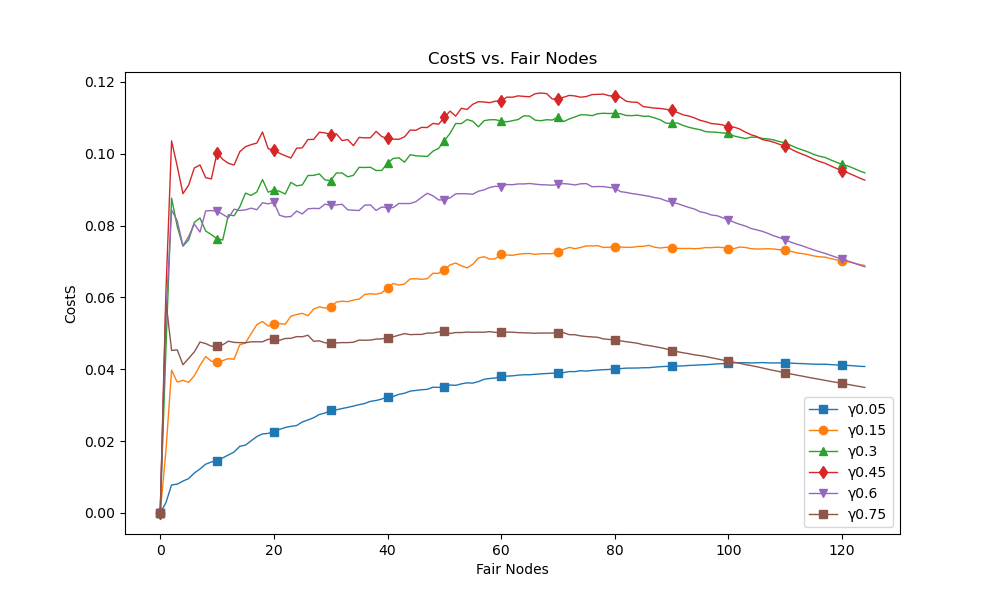 CostS vs. Fair Nodes
CostS
0.12
0.10
0.08
0.06
0.04
0.02
0.00
0 20 40 60 80 100 120
Fair Nodes
γ0.05
γ0.15
γ0.3
γ0.45
γ0.6
γ0.75